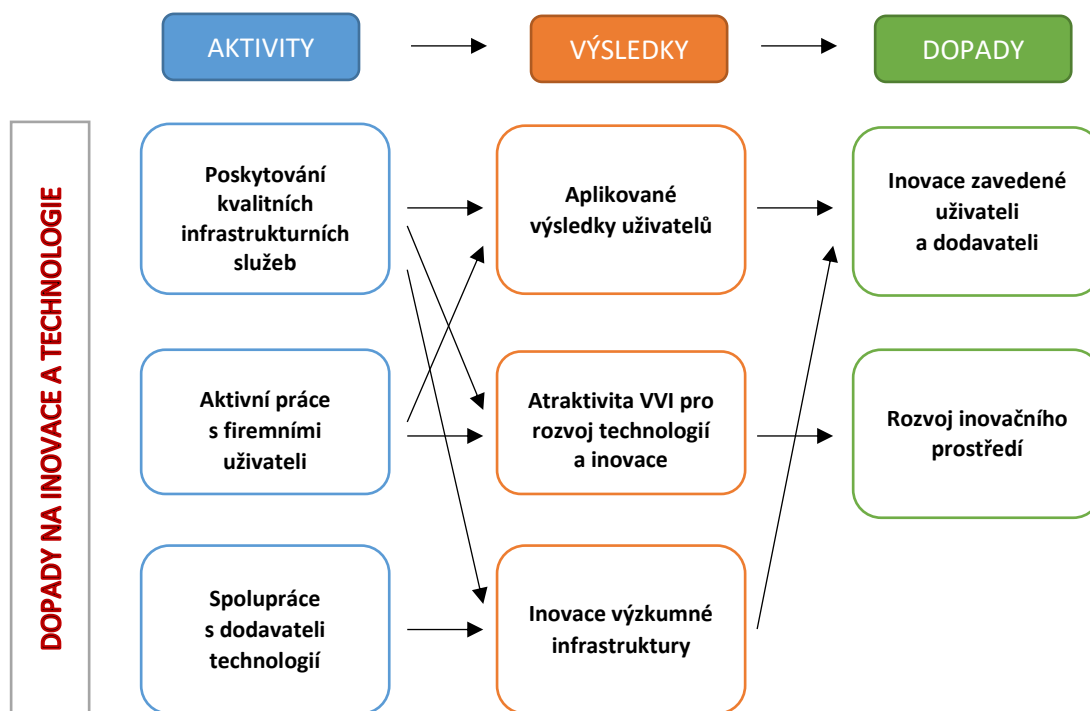 AKTIVITY
VÝSLEDKY
DOPADY
DOPADY NA INOVACE A TECHNOLOGIE
Poskytování
kvalitních
infrastrukturních
služeb
Aplikované
výsledky uživatelů
Inovace zavedené
uživateli
a dodavateli
Aktivní práce
s firemními
uživateli
Atraktivita VVI pro
rozvoj technologií
a inovace
Rozvoj inovačního
prostředí
Spolupráce
s dodavateli
technologií
Inovace výzkumné
infrastruktury